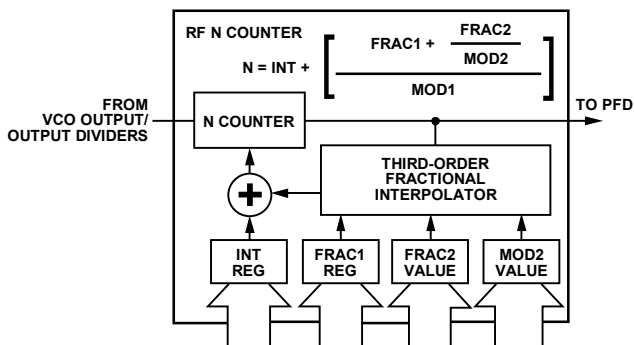 RF N COUNTER
N = INT +
FRAC1 +
FRAC2
MOD2
MOD1
FROM
VCO OUTPUT/
OUTPUT DIVIDERS
N COUNTER
TO PFD
THIRD-ORDER
FRACTIONAL
INTERPOLATOR
+
INT
REG
FRAC1
REG
FRAC2
VALUE
MOD2
VALUE